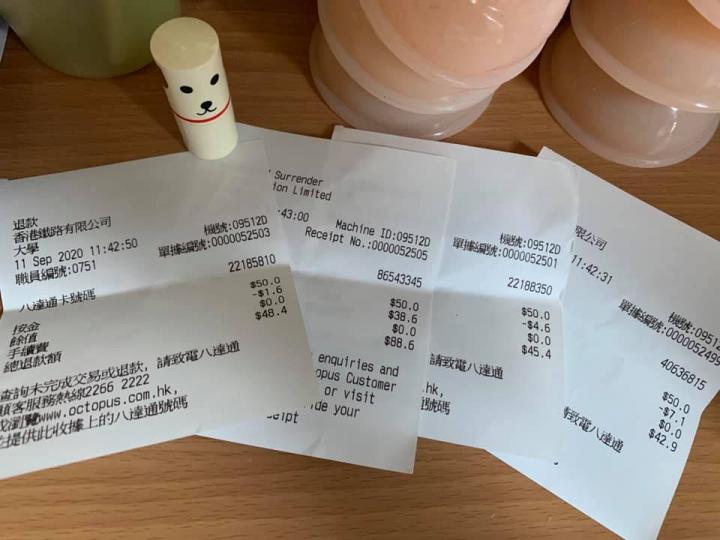 退款
香港鐵路有限公司
大學 機號:09512D
11 Sep 2020 11:42:50 單據編號:0000052503
職員編號:0751
八達通卡號碼 22185810
按金 $50.0
餘值 -$1.6
手續費 $0.0
總退款額 $48.4
查詢未完成交易或退款, 請致電八達通
顧客服務熱線2266 2222
或瀏覽www.octopus.com.hk,
提供此收據上的八達通號碼
Surrender
ion Limited
:43:00 Machine ID:09512D
Receipt No.:0000052505
86543345
$50.0
$38.6
$0.0
$88.6
enquiries and
opus Customer
or visit
de your
ceipt
機號:09512D
單據編號:0000052501
22188350
$50.0
-$4.6
$0.0
$45.4
請致電八達通
.hk,
通號碼
限公司
11:42:31 機號:09512
單據編號:0000052499
40636815
$50.0
-$7.1
$0.0
$42.9
請致電八達通